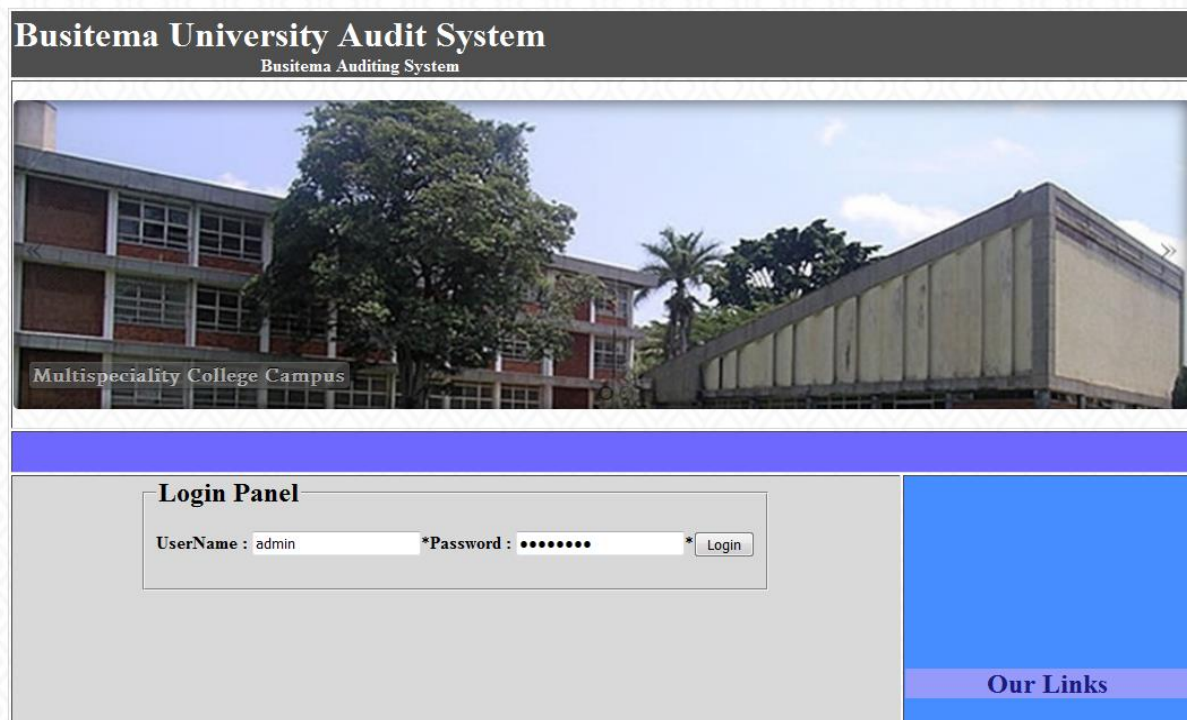 Busitema University Audit System
Busitema Auditing System
«
»
Multispeciality College Campus
Login Panel
UserName : admin *Password : •••••••• * Login
Our Links